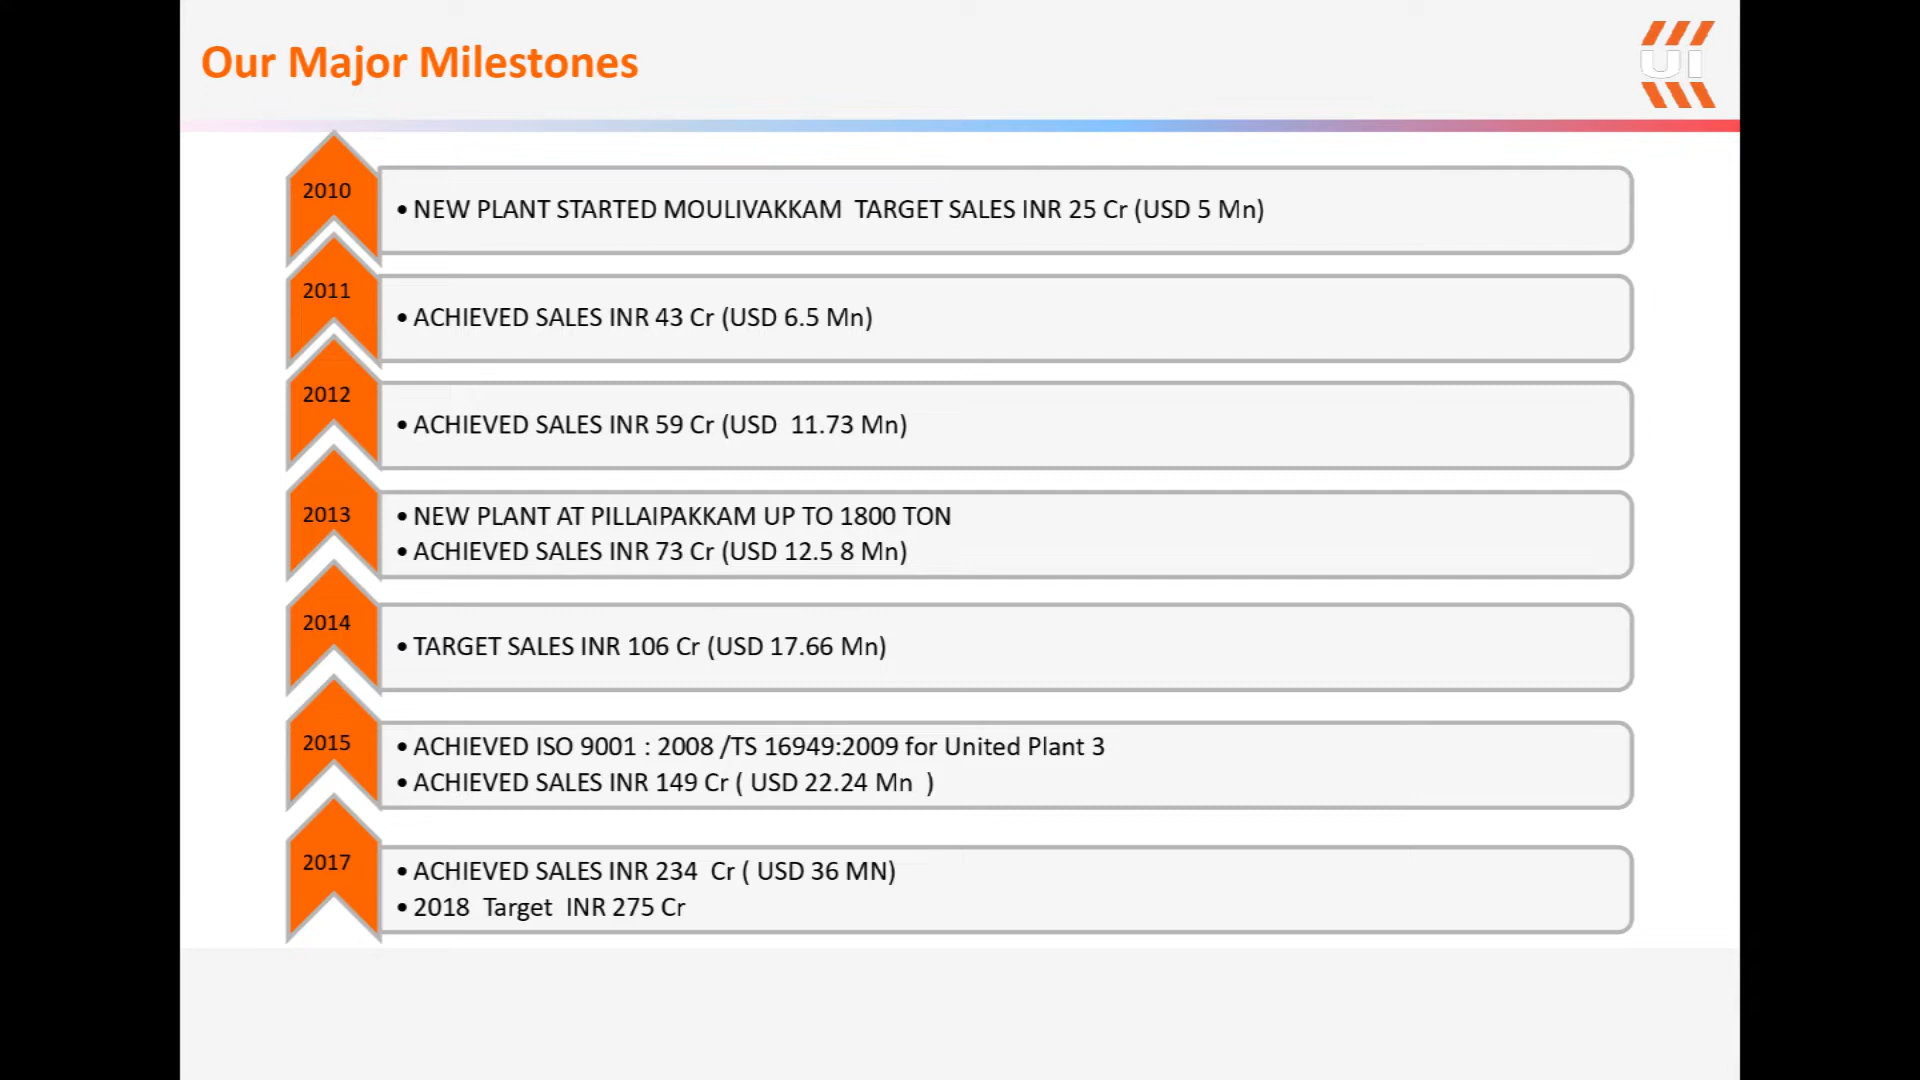 Our Major Milestones
UI
2010
• NEW PLANT STARTED MOULIVAKKAM  TARGET SALES INR 25 Cr (USD 5 Mn)
2011
• ACHIEVED SALES INR 43 Cr (USD 6.5 Mn)
2012
• ACHIEVED SALES INR 59 Cr (USD  11.73 Mn)
2013
• NEW PLANT AT PILLAIPAKKAM UP TO 1800 TON
• ACHIEVED SALES INR 73 Cr (USD 12.5 8 Mn)
2014
• TARGET SALES INR 106 Cr (USD 17.66 Mn)
2015
• ACHIEVED ISO 9001 : 2008 /TS 16949:2009 for United Plant 3
• ACHIEVED SALES INR 149 Cr ( USD 22.24 Mn  )
2017
• ACHIEVED SALES INR 234  Cr ( USD 36 MN)
• 2018  Target  INR 275 Cr